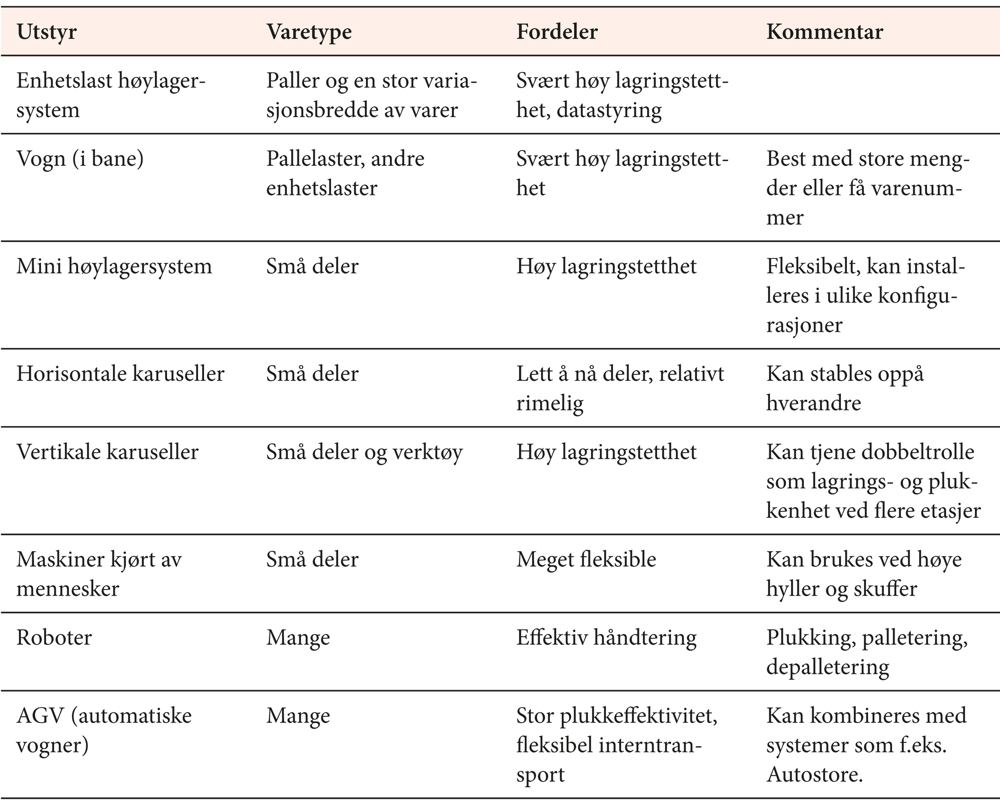 Utstyr Varetype Fordeler Kommentar
Enhetslast høylager- Paller og en stor varia- Svært høy lagringstett-
system sjonsbredde av varer het, datastyring
Vogn (i bane) Pallelaster, andre Svært høy lagringstett- Best med store meng-
enhetslaster het der eller få varenum-
mer
Mini høylagersystem Små deler Høy lagringstetthet Fleksibelt, kan instal-
leres i ulike konfigu-
rasjoner
Horisontale karuseller Små deler Lett å nå deler, relativt Kan stables oppå
rimelig hverandre
Vertikale karuseller Små deler og verktøy Høy lagringstetthet Kan tjene dobbeltrolle
som lagrings- og pluk-
kenhet ved flere etasjer
Maskiner kjørt av Små deler Meget fleksible Kan brukes ved høye
mennesker hyller og skuffer
Roboter Mange Effektiv håndtering Plukking, palletering,
depalletering
AGV (automatiske Mange Stor plukkeffektivitet, Kan kombineres med
vogner) fleksibel interntran- systemer som f.eks.
sport Autostore.